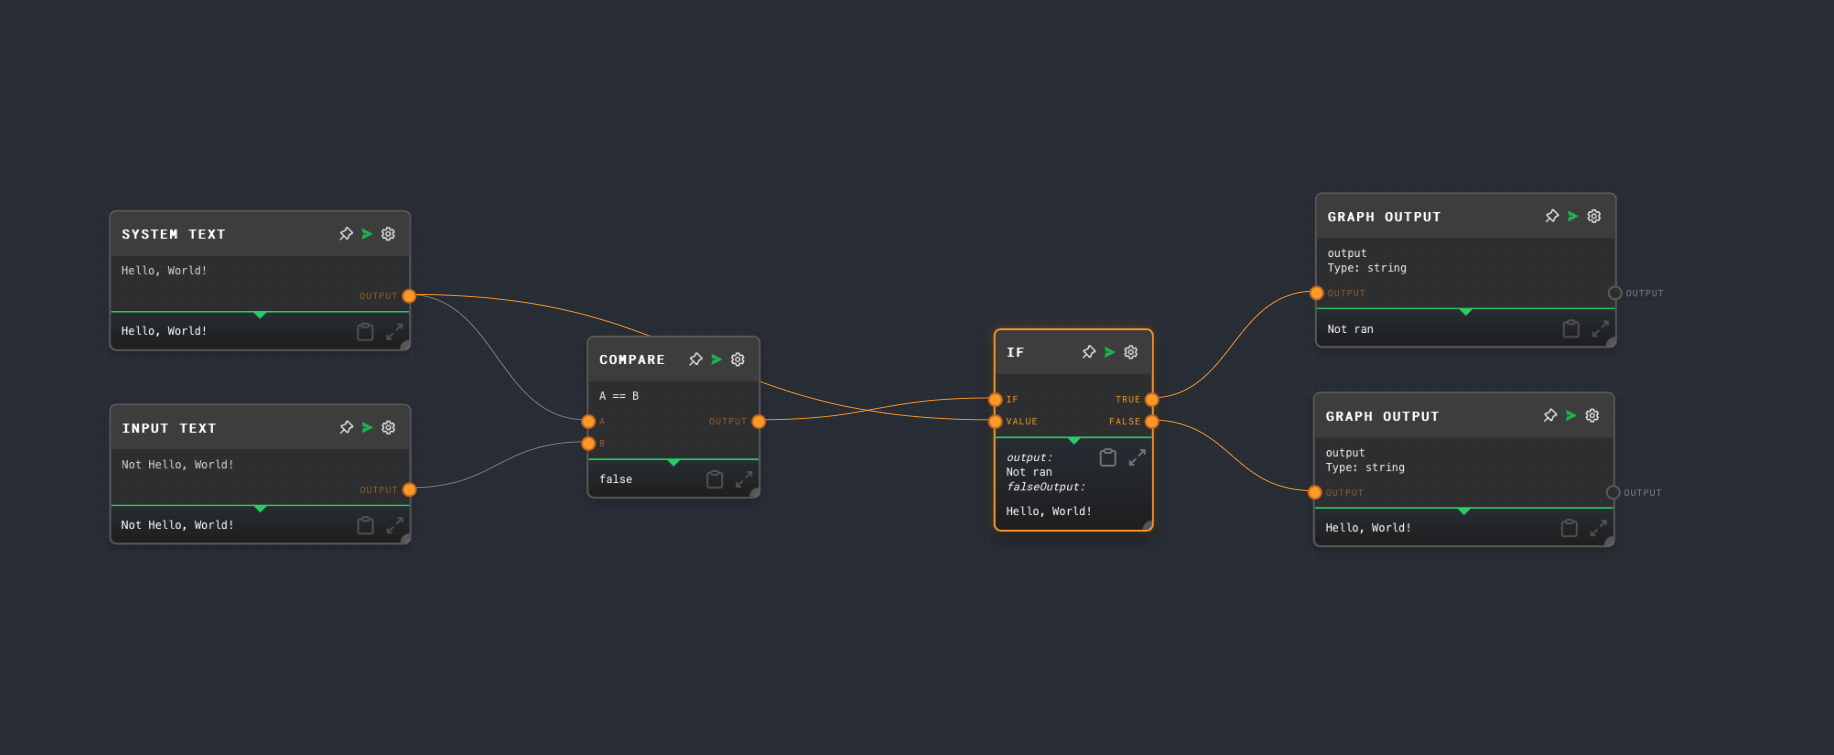 SYSTEM TEXT
Hello, World!
OUTPUT
Hello, World!
INPUT TEXT
Not Hello, World!
OUTPUT
Not Hello, World!
COMPARE
A == B
A
OUTPUT
B
false
IF
IF
TRUE
VALUE
FALSE
output:
Not ran
falseOutput:
Hello, World!
GRAPH OUTPUT
output
Type: string
OUTPUT
OUTPUT
Not ran
GRAPH OUTPUT
output
Type: string
OUTPUT
OUTPUT
Hello, World!